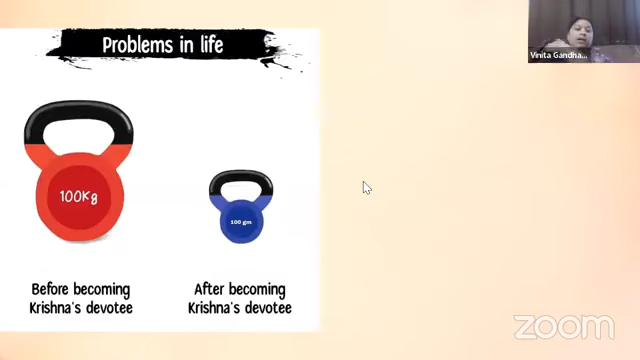 Problems in life
Vinita Gandha...
100Kg
100 gm
Before becoming
Krishna's devotee
After becoming
Krishna's devotee
zoom